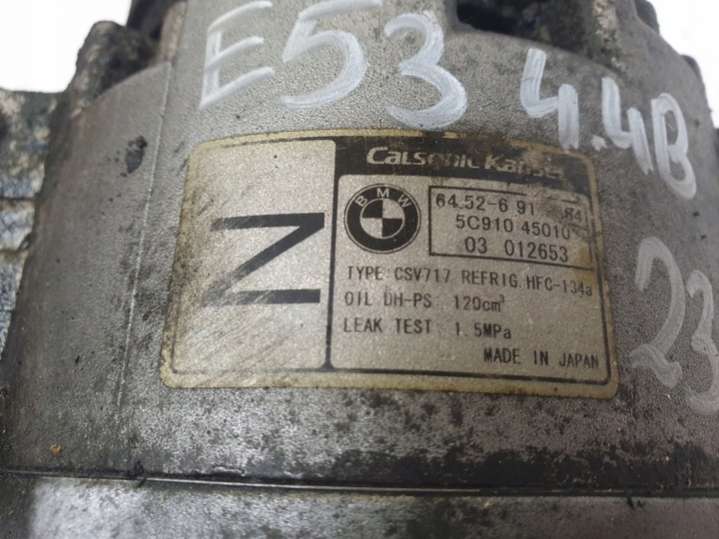 E53 4.4B
23
Calsonic
Z
BMW
64.52-6 91
5C910 45010
03 012653
TYPE:CSV717 REFRIG.HFC-134a
OIL DH-PS 120cm³
LEAK TEST : 1.5MPa
MADE IN JAPAN